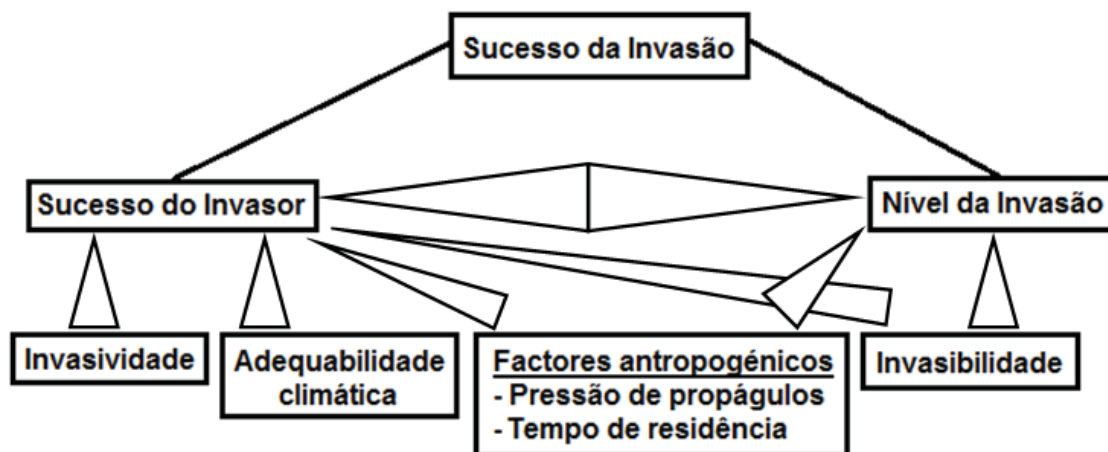 Sucesso da Invasão
Sucesso do Invasor
Nível da Invasão
Invasividade
Adequabilidade
climática
Factores antropogénicos
- Pressão de propágulos
- Tempo de residência
Invasibilidade